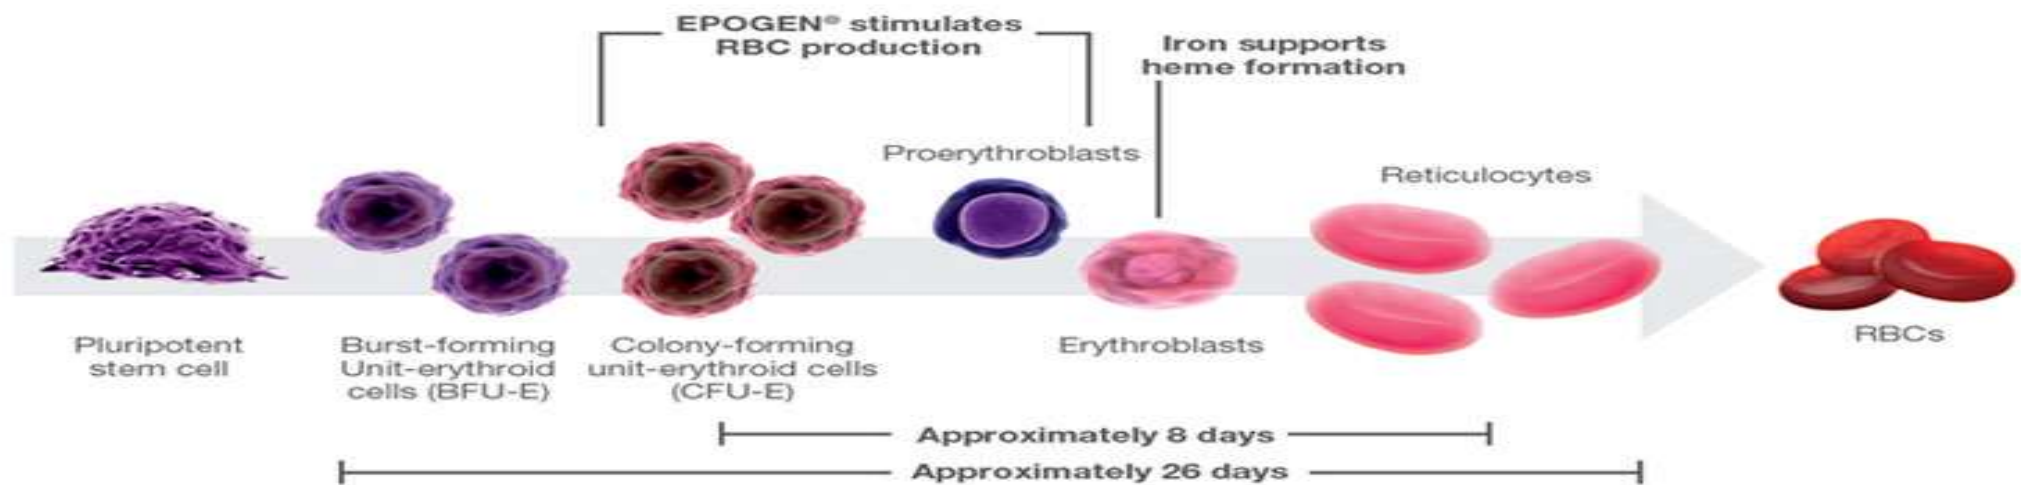 EPOGEN® stimulates
RBC production
Iron supports
heme formation
Proerythroblasts
Reticulocytes
Pluripotent
stem cell
Burst-forming
Unit-erythroid
cells (BFU-E)
Colony-forming
unit-erythroid cells
(CFU-E)
Erythroblasts
RBCs
Approximately 8 days
Approximately 26 days